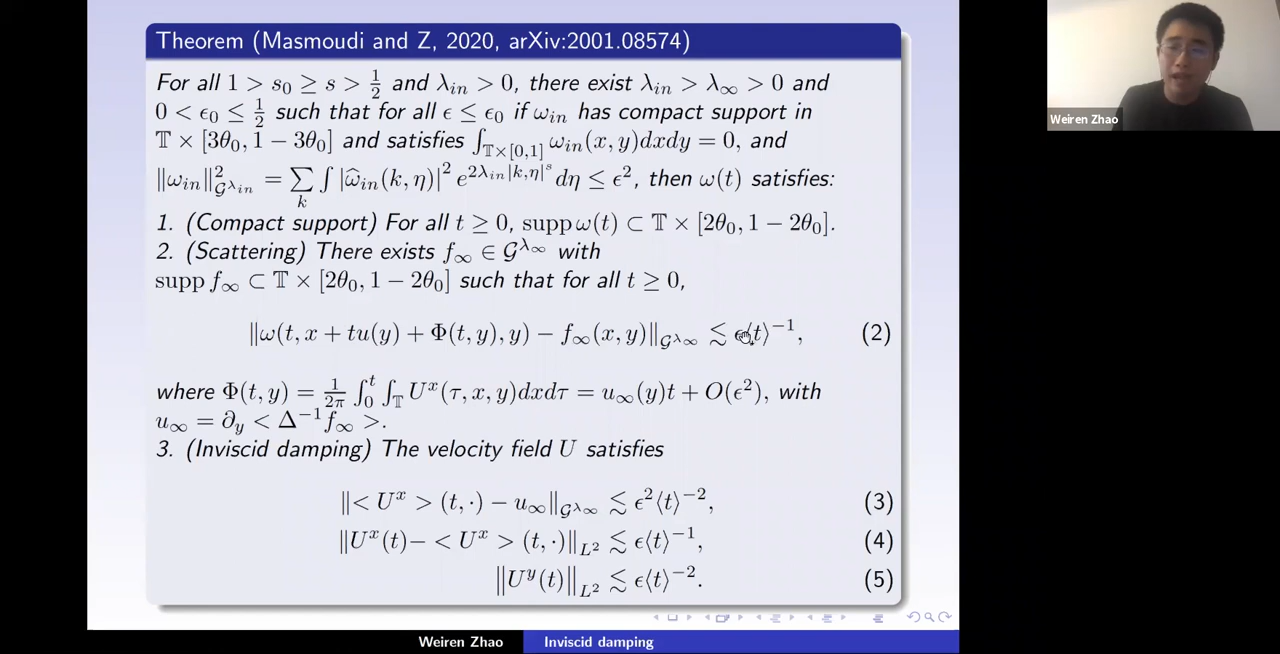 Theorem (Masmoudi and Z, 2020, arXiv:2001.08574)
For all 1 > s₀ ≥ s > 1/2 and λ_in > 0, there exist λ_in > λ_∞ > 0 and
0 < ϵ₀ ≤ 1/2 such that for all ϵ ≤ ϵ₀ if ω_in has compact support in
𝕋 × [3θ₀, 1 − 3θ₀] and satisfies ∫_{𝕋×[0,1]} ω_in(x, y)dxdy = 0, and
‖ω_in‖²_{𝒢^{λ_in}} = ∑_k ∫ |ω̂_in(k, η)|² e^{2λ_in|k,η|^s} dη ≤ ϵ², then ω(t) satisfies:
1. (Compact support) For all t ≥ 0, supp ω(t) ⊂ 𝕋 × [2θ₀, 1 − 2θ₀].
2. (Scattering) There exists f_∞ ∈ 𝒢^{λ_∞} with
supp f_∞ ⊂ 𝕋 × [2θ₀, 1 − 2θ₀] such that for all t ≥ 0,
‖ω(t, x + tu(y) + Φ(t, y), y) − f_∞(x, y)‖_{𝒢^{λ_∞}} ≲ ϵ⟨t⟩^{−1}, (2)
where Φ(t, y) = 1/2π ∫₀^t ∫_𝕋 U^x(τ, x, y)dxdτ = u_∞(y)t + O(ϵ²), with
u_∞ = ∂_y < Δ^{−1} f_∞ >.
3. (Inviscid damping) The velocity field U satisfies
‖< U^x > (t, ·) − u_∞‖_{𝒢^{λ_∞}} ≲ ϵ²⟨t⟩^{−2}, (3)
‖U^x(t)− < U^x > (t, ·)‖_{L²} ≲ ϵ⟨t⟩^{−1}, (4)
‖U^y(t)‖_{L²} ≲ ϵ⟨t⟩^{−2}. (5)
Weiren Zhao Inviscid damping
Weiren Zhao